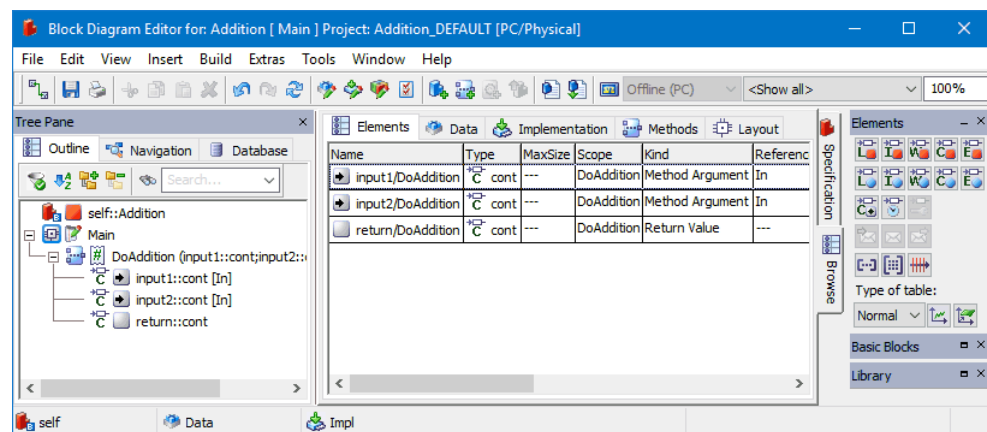 Block Diagram Editor for: Addition [ Main ] Project: Addition_DEFAULT [PC/Physical]
File Edit View Insert Build Extras Tools Window Help
Offline (PC) <Show all> 100%
Tree Pane
Outline Navigation Database
Search...
self::Addition
Main
DoAddition (input1::cont;input2::
input1::cont [In]
input2::cont [In]
return::cont
Elements Data Implementation Methods Layout
Name Type MaxSize Scope Kind Referenc
input1/DoAddition C cont --- DoAddition Method Argument In
input2/DoAddition C cont --- DoAddition Method Argument In
return/DoAddition C cont --- DoAddition Return Value ---
Specification
Browse
Elements
L I W C E
L I W C E
C
Type of table:
Normal
Basic Blocks
Library
self Data Impl